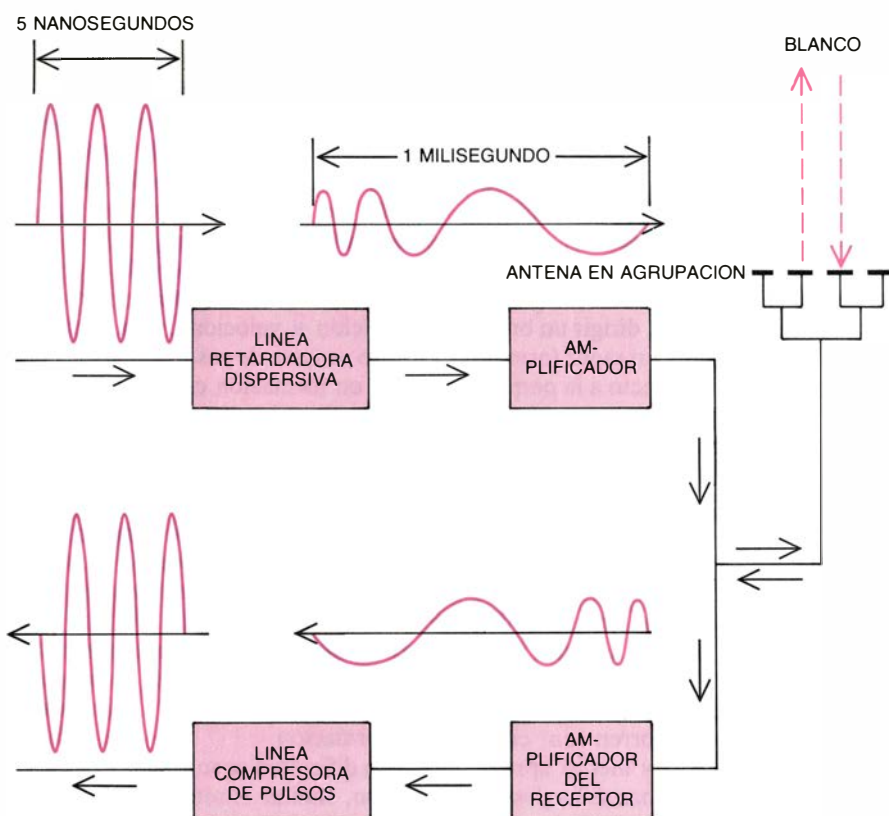 5 NANOSEGUNDOS
BLANCO
1 MILISEGUNDO
ANTENA EN AGRUPACION
LINEA
RETARDADORA
DISPERSIVA
AM-
PLIFICADOR
LINEA
COMPRESORA
DE PULSOS
AM-
PLIFICADOR
DEL
RECEPTOR